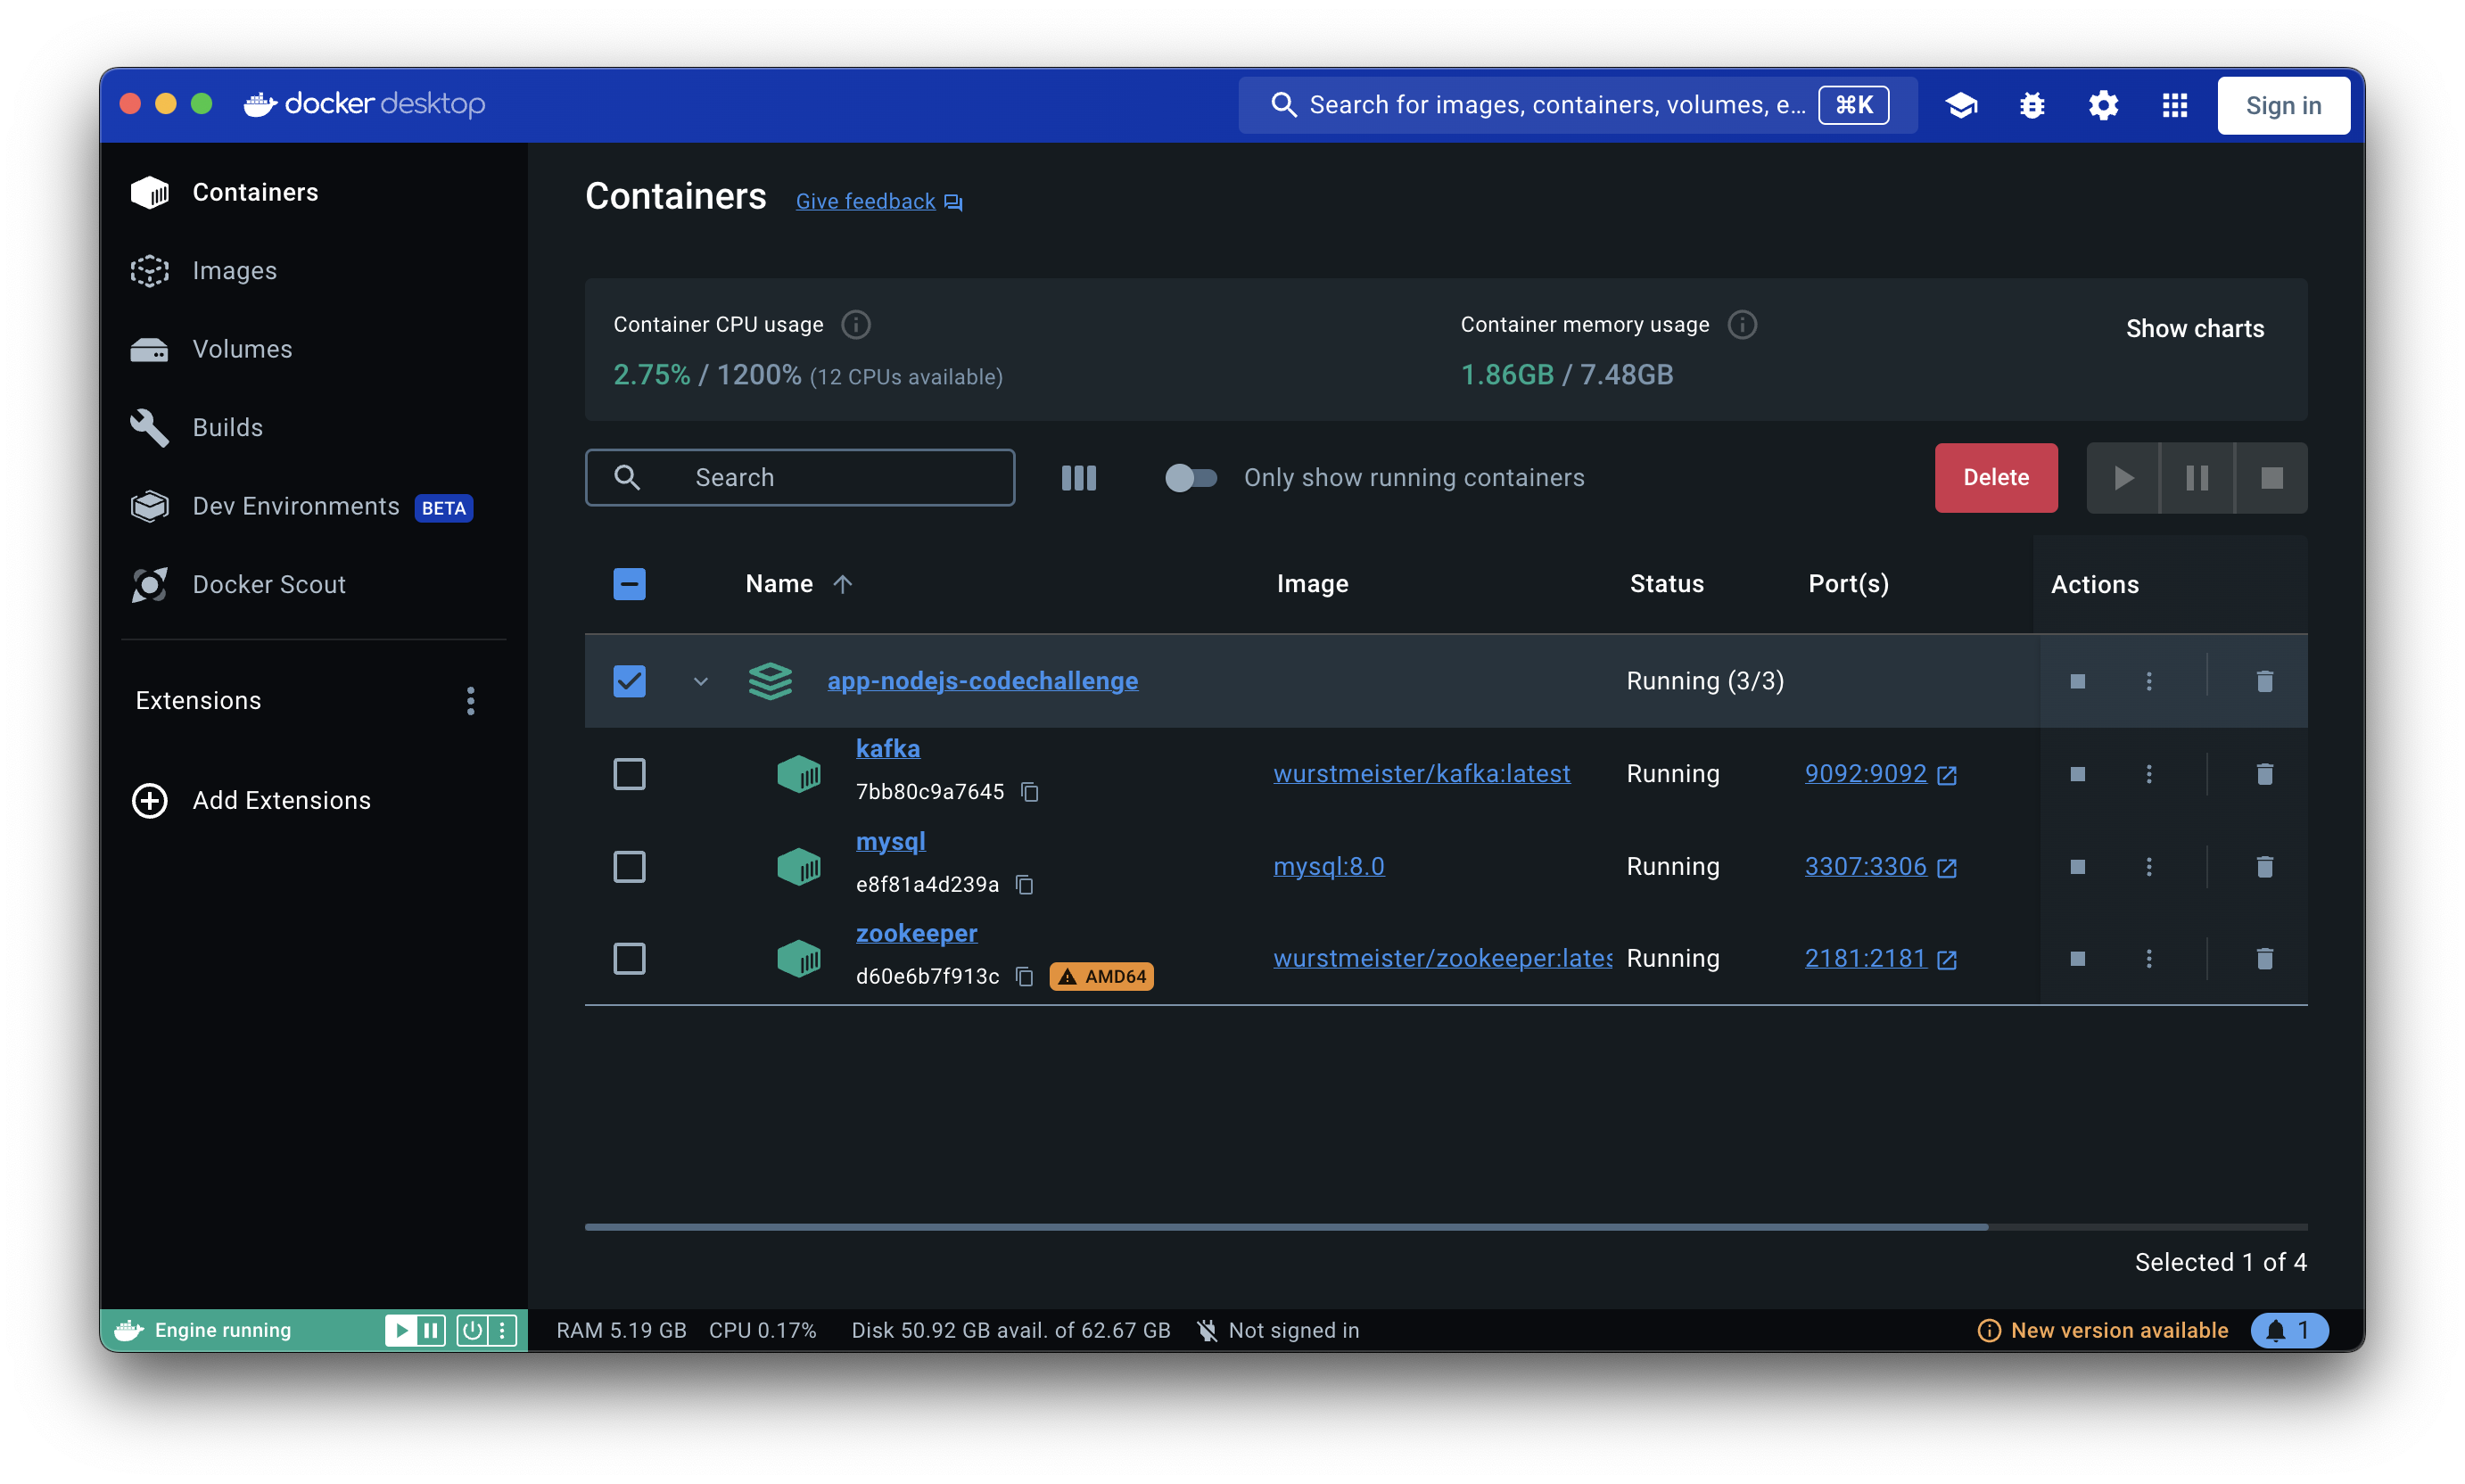 docker desktop
Search for images, containers, volumes, e... ⌘K
Sign in
Containers
Images
Volumes
Builds
Dev Environments BETA
Docker Scout
Extensions
Add Extensions
Containers Give feedback
Container CPU usage
2.75% / 1200% (12 CPUs available)
Container memory usage
1.86GB / 7.48GB
Show charts
Search
Only show running containers
Delete
Name Image Status Port(s) Actions
app-nodejs-codechallenge Running (3/3)
kafka
7bb80c9a7645
wurstmeister/kafka:latest Running 9092:9092
mysql
e8f81a4d239a
mysql:8.0 Running 3307:3306
zookeeper
d60e6b7f913c AMD64
wurstmeister/zookeeper:lates Running 2181:2181
Selected 1 of 4
Engine running
RAM 5.19 GB CPU 0.17% Disk 50.92 GB avail. of 62.67 GB Not signed in
New version available 1